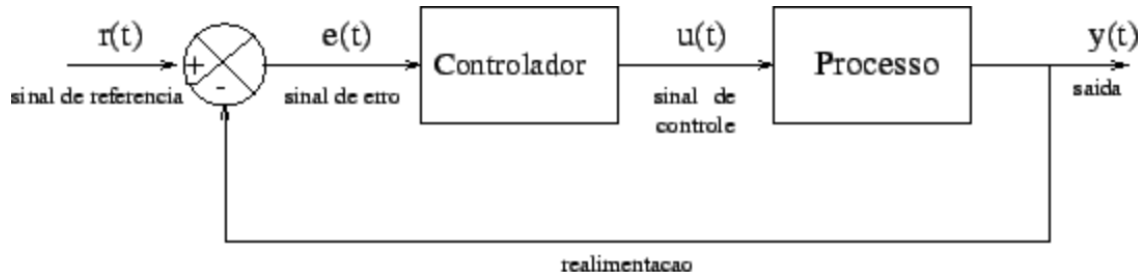 r(t)
e(t)
u(t)
y(t)
+
Controlador
Processo
-
sinal de referencia
sinal de erro
sinal de
controle
saida
realimentacao